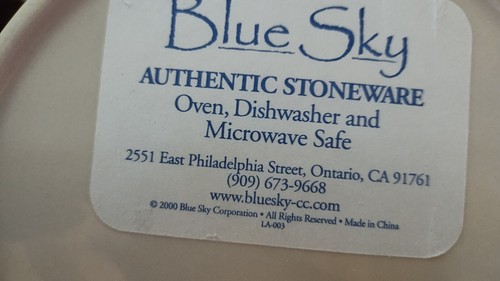 Blue Sky
AUTHENTIC STONEWARE
Oven, Dishwasher and
Microwave Safe
2551 East Philadelphia Street, Ontario, CA 91761
(909) 673-9668
www.bluesky-cc.com
© 2000 Blue Sky Corporation • All Rights Reserved • Made in China
LA-003